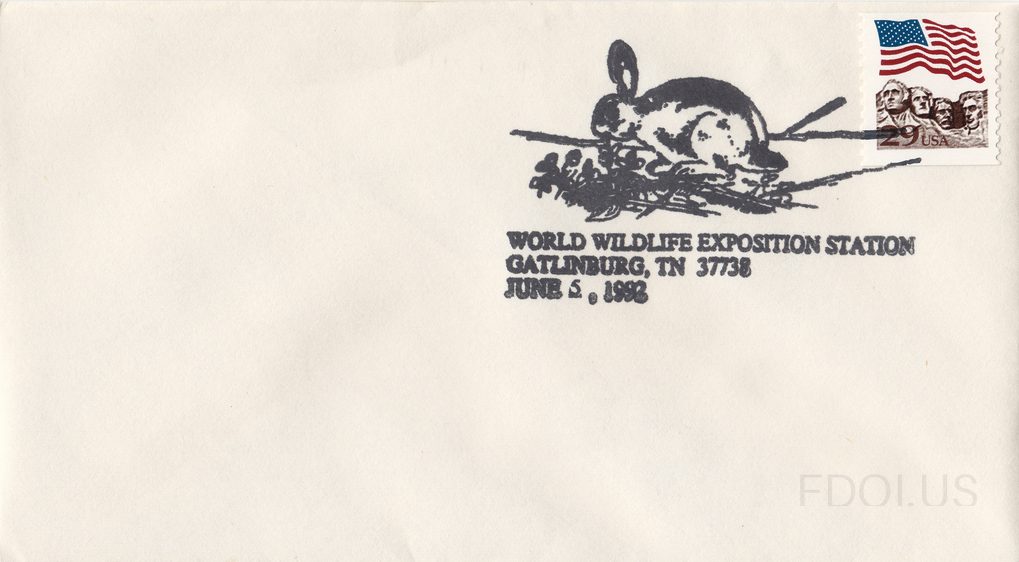 29 USA
WORLD WILDLIFE EXPOSITION STATION
GATLINBURG, TN 37738
JUNE 5, 1992
FDOI.US